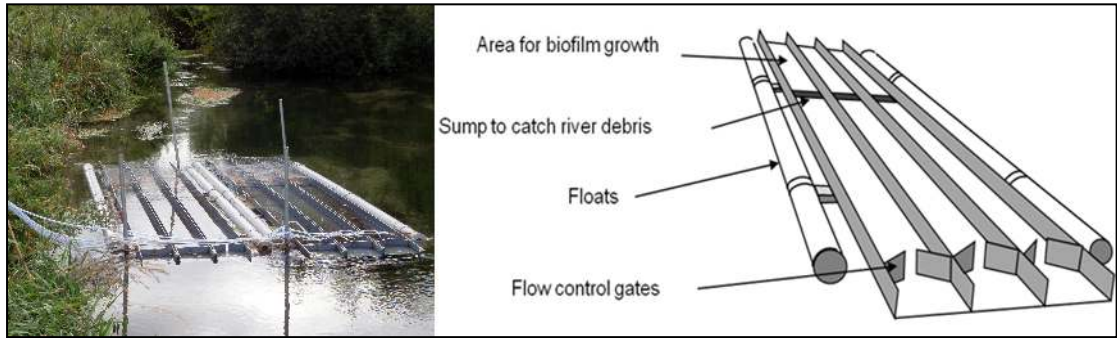 Area for biofilm growth
Sump to catch river debris
Floats
Flow control gates